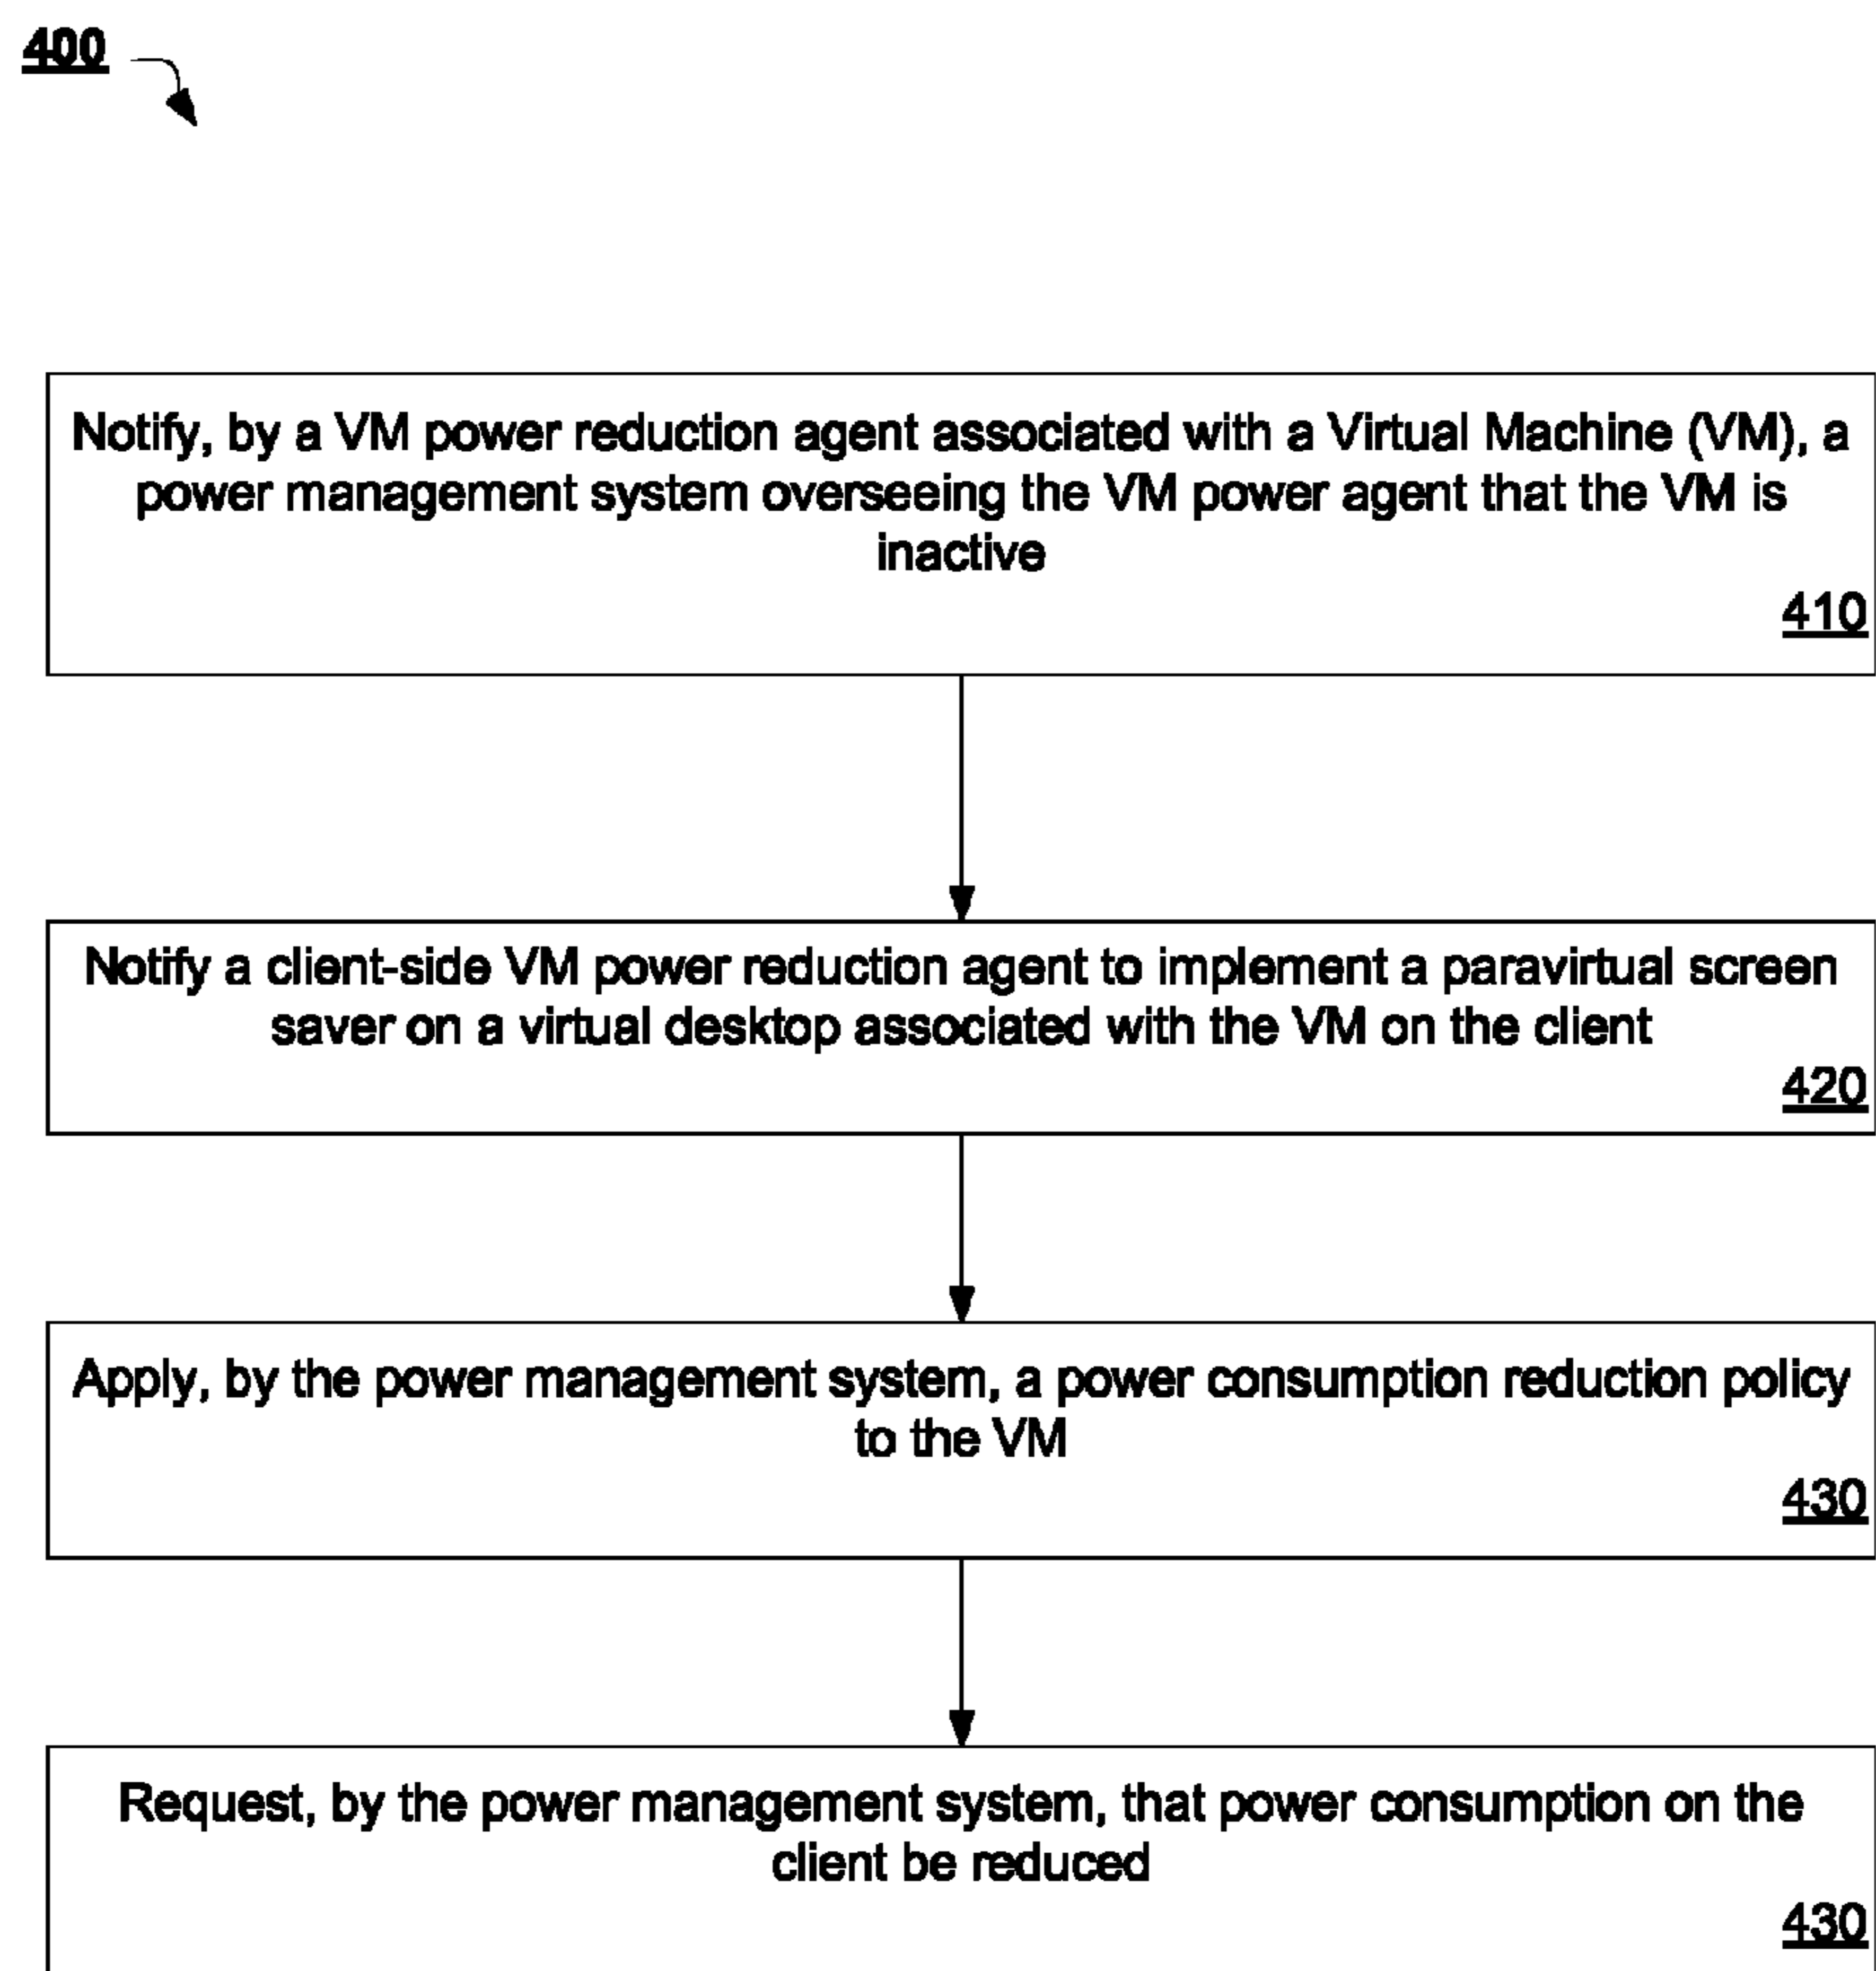 400
Notify, by a VM power reduction agent associated with a Virtual Machine (VM), a
power management system overseeing the VM power agent that the VM is
inactive
410
Notify a client-side VM power reduction agent to implement a paravirtual screen
saver on a virtual desktop associated with the VM on the client
420
Apply, by the power management system, a power consumption reduction policy
to the VM
430
Request, by the power management system, that power consumption on the
client be reduced
430